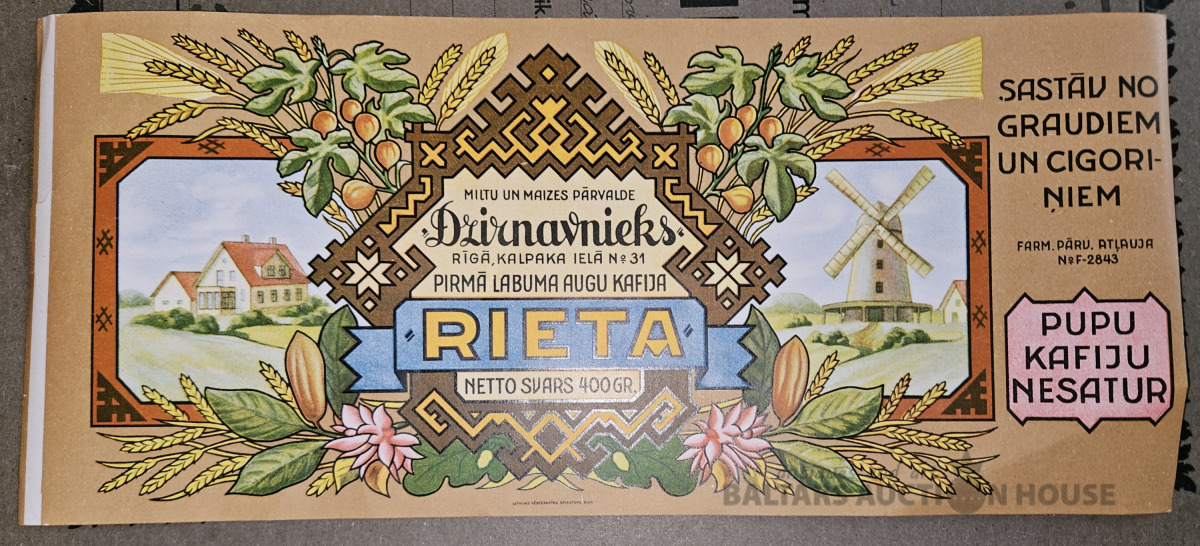 MILTU UN MAIZES PĀRVALDE
„Dzirnavnieks“
RĪGĀ, KALPAKA IELĀ № 31
PIRMĀ LABUMA AUGU KAFIJA
RIETA
NETTO SVARS 400 GR.
SASTĀV NO
GRAUDIEM
UN CIGORI-
ŅIEM
FARM. PĀRV. ATĻAUJA
№ F-2843
PUPU
KAFIJU
NESATUR
BALTARS AUCTION HOUSE